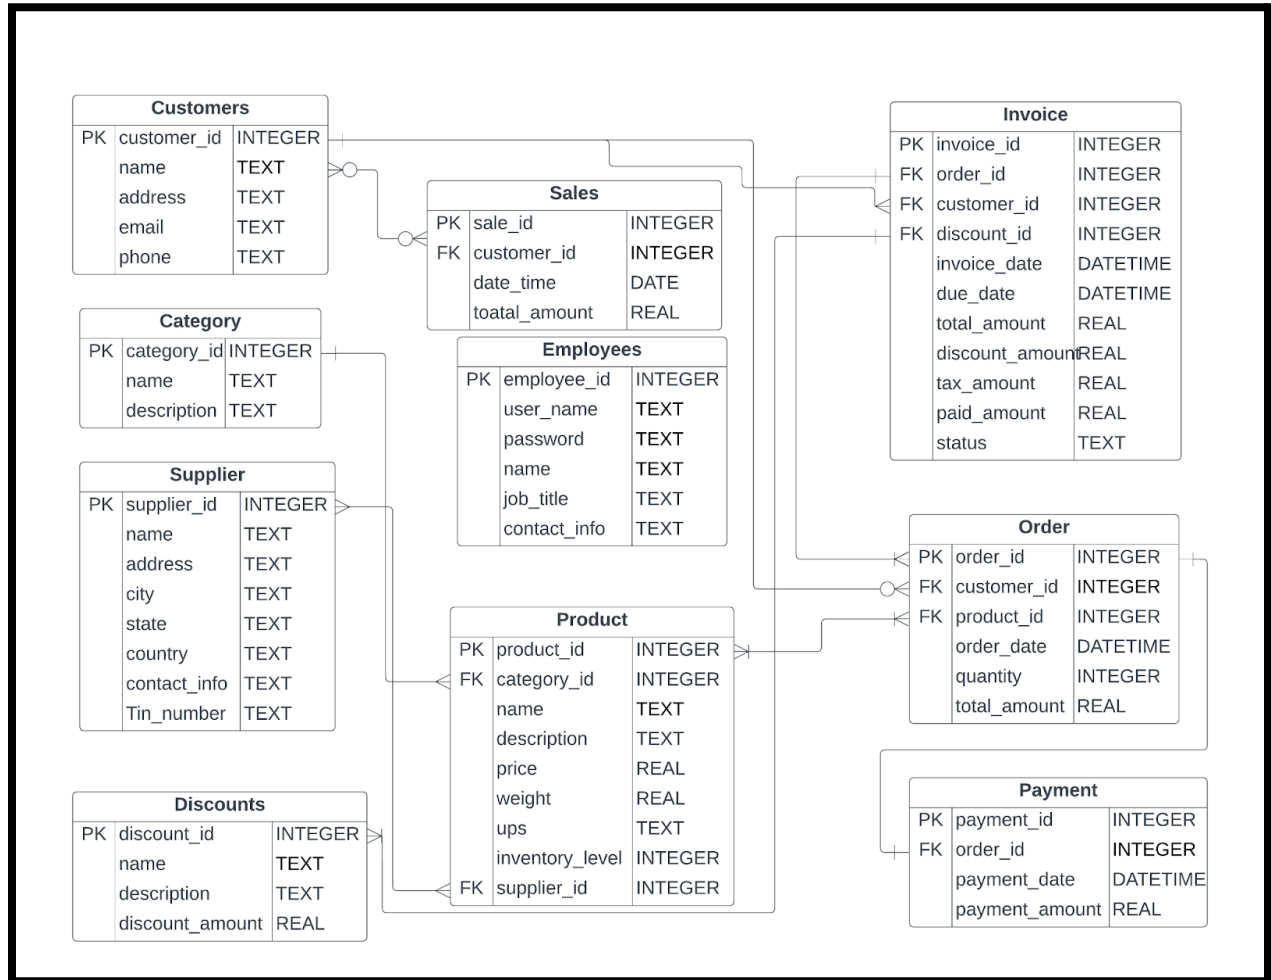 Customers
PK customer_id INTEGER
name TEXT
address TEXT
email TEXT
phone TEXT
Category
PK category_id INTEGER
name TEXT
description TEXT
Supplier
PK supplier_id INTEGER
name TEXT
address TEXT
city TEXT
state TEXT
country TEXT
contact_info TEXT
Tin_number TEXT
Discounts
PK discount_id INTEGER
name TEXT
description TEXT
discount_amount REAL
Sales
PK sale_id INTEGER
FK customer_id INTEGER
date_time DATE
toatal_amount REAL
Employees
PK employee_id INTEGER
user_name TEXT
password TEXT
name TEXT
job_title TEXT
contact_info TEXT
Product
PK product_id INTEGER
FK category_id INTEGER
name TEXT
description TEXT
price REAL
weight REAL
ups TEXT
inventory_level INTEGER
FK supplier_id INTEGER
Invoice
PK invoice_id INTEGER
FK order_id INTEGER
FK customer_id INTEGER
FK discount_id INTEGER
invoice_date DATETIME
due_date DATETIME
total_amount REAL
discount_amount REAL
tax_amount REAL
paid_amount REAL
status TEXT
Order
PK order_id INTEGER
FK customer_id INTEGER
FK product_id INTEGER
order_date DATETIME
quantity INTEGER
total_amount REAL
Payment
PK payment_id INTEGER
FK order_id INTEGER
payment_date DATETIME
payment_amount REAL